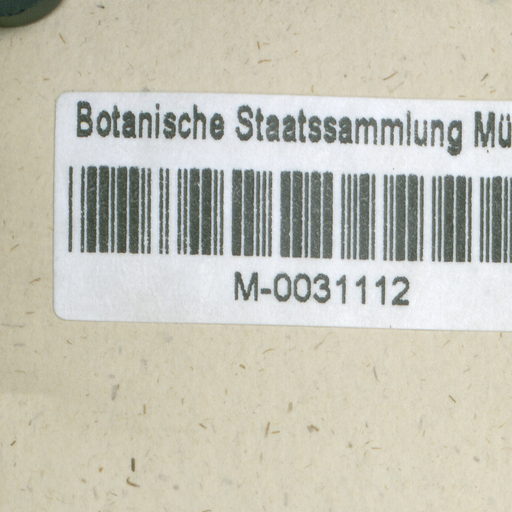 Botanische Staatssammlung Mü
M-0031112